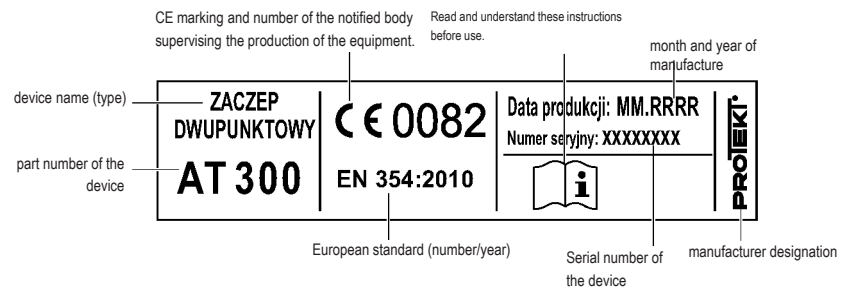 CE marking and number of the notified body
supervising the production of the equipment.
Read and understand these instructions
before use.
month and year of
manufacture
device name (type)
part number of the
device
ZACZEP
DWUPUNKTOWY
AT 300
CE 0082
EN 354:2010
Data produkcji: MM.RRRR
Numer seryjny: XXXXXXXX
i
PROTEKT
European standard (number/year)
Serial number of
the device
manufacturer designation